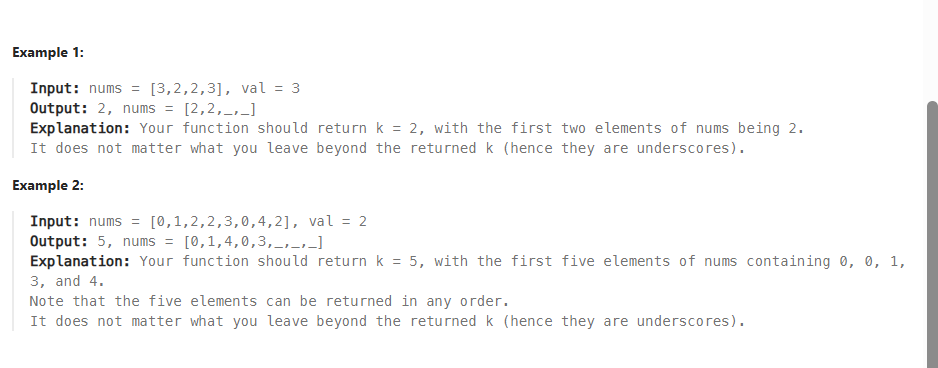 Example 1:
Input: nums = [3,2,2,3], val = 3
Output: 2, nums = [2,2,_,_]
Explanation: Your function should return k = 2, with the first two elements of nums being 2.
It does not matter what you leave beyond the returned k (hence they are underscores).
Example 2:
Input: nums = [0,1,2,2,3,0,4,2], val = 2
Output: 5, nums = [0,1,4,0,3,_,_,_]
Explanation: Your function should return k = 5, with the first five elements of nums containing 0, 0, 1,
3, and 4.
Note that the five elements can be returned in any order.
It does not matter what you leave beyond the returned k (hence they are underscores).